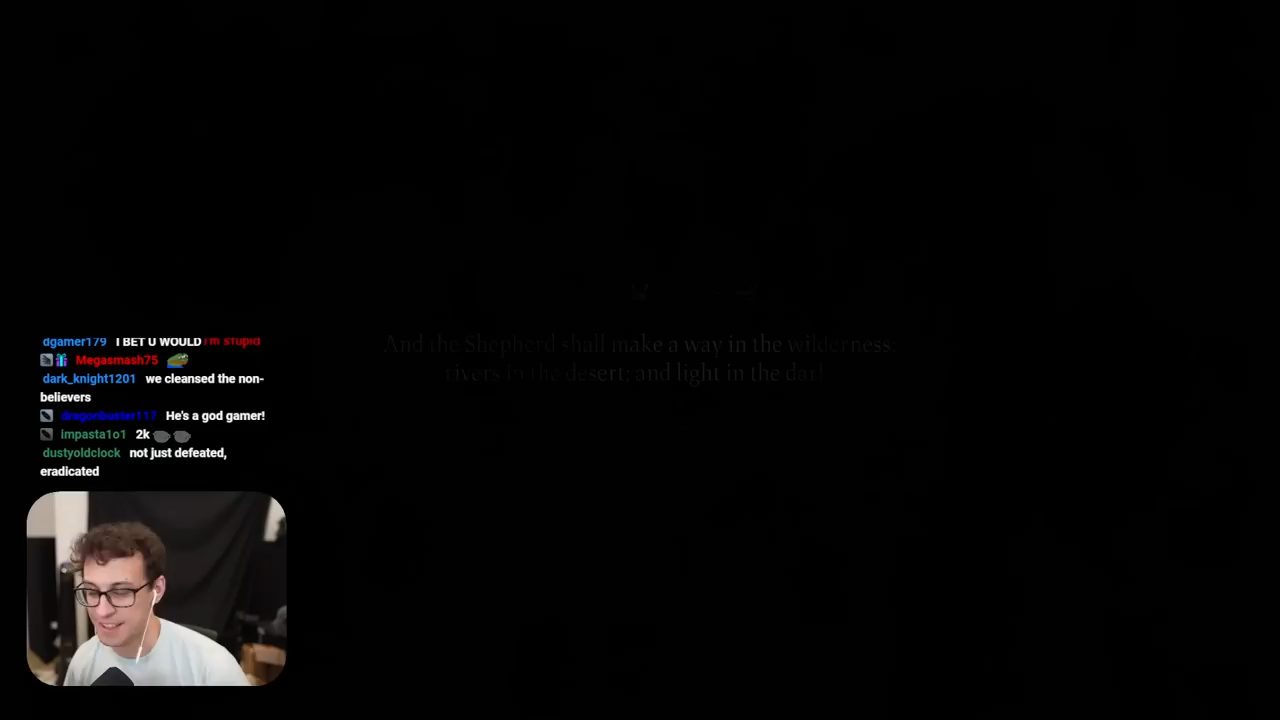 dgamer179 I BET U WOULD I'm stupid
Megasmash75
dark_knight1201 we cleansed the non-
believers
dragonbuster117 He's a god gamer!
impasta1o1 2k
dustyoldclock not just defeated,
eradicated
And the Shepherd shall make a way in the wilderness
rivers in the desert; and light in the dar